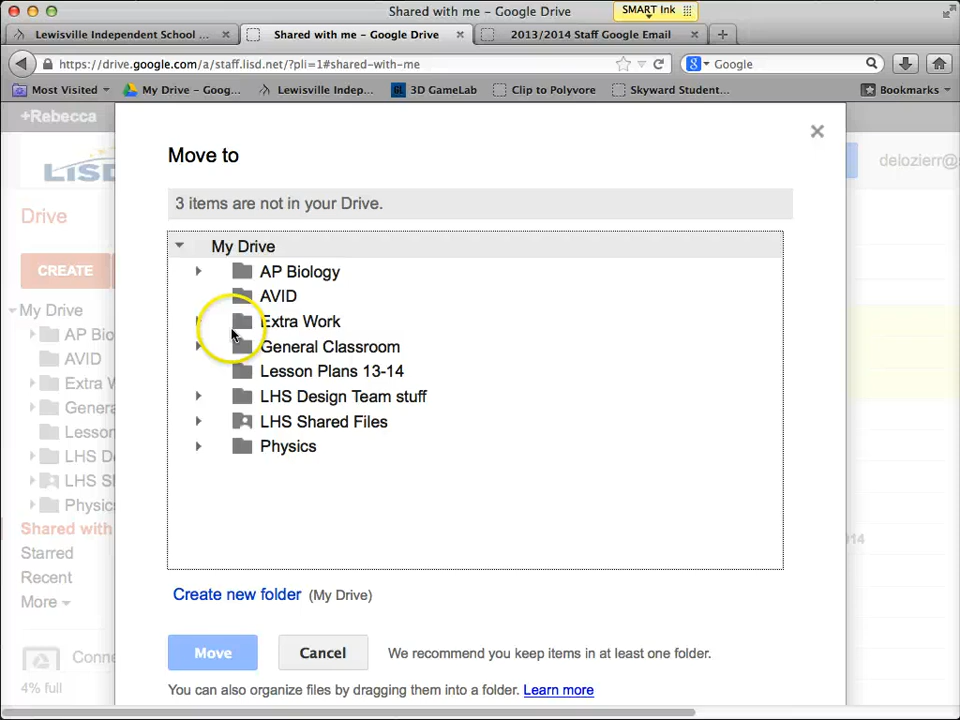 Shared with me – Google Drive
SMART Ink
Lewisville Independent School ...
Shared with me – Google Drive
2013/2014 Staff Google Email
https://drive.google.com/a/staff.lisd.net/?pli=1#shared-with-me
Google
Most Visited
My Drive – Goog...
Lewisville Indep...
3D GameLab
Clip to Polyvore
Skyward Student...
Bookmarks
+Rebecca
LISD
delozierr@
Drive
CREATE
My Drive
AP Bio
AVID
Extra W
General
Lesson
LHS D
LHS S
Physics
Shared with
Starred
Recent
More
Conne
4% full
Move to
3 items are not in your Drive.
My Drive
AP Biology
AVID
Extra Work
General Classroom
Lesson Plans 13-14
LHS Design Team stuff
LHS Shared Files
Physics
Create new folder (My Drive)
Move
Cancel
We recommend you keep items in at least one folder.
You can also organize files by dragging them into a folder. Learn more